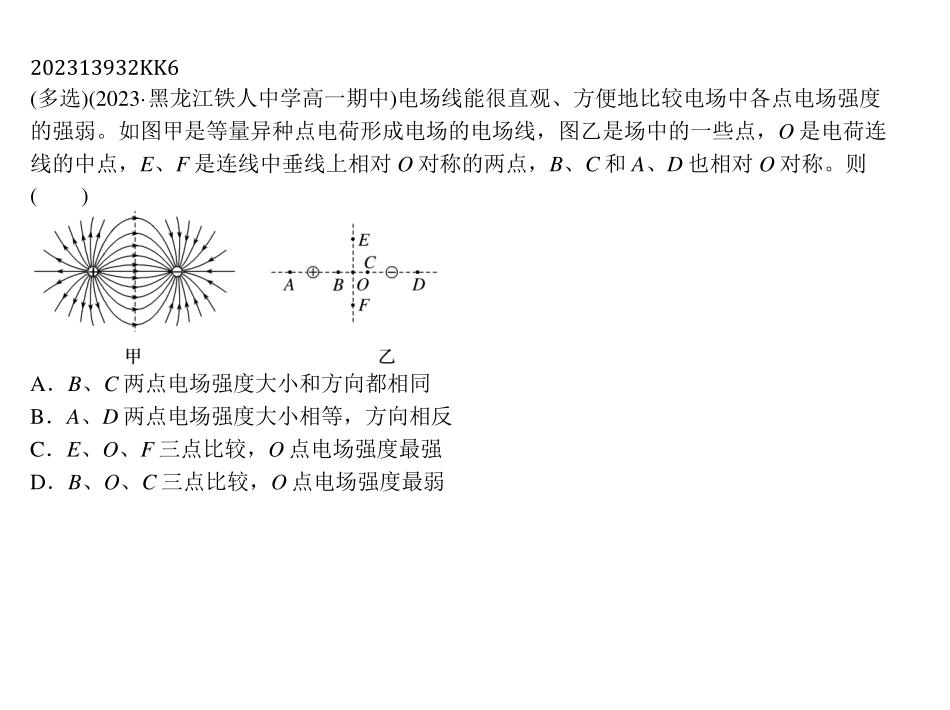 202313932KK6
(多选)(2023·黑龙江铁人中学高一期中)电场线能很直观、方便地比较电场中各点电场强度
的强弱。如图甲是等量异种点电荷形成电场的电场线，图乙是场中的一些点，O 是电荷连
线的中点，E、F 是连线中垂线上相对 O 对称的两点，B、C 和 A、D 也相对 O 对称。则
(　　)
E
C
A B O D
F
甲 乙
A．B、C 两点电场强度大小和方向都相同
B．A、D 两点电场强度大小相等，方向相反
C．E、O、F 三点比较，O 点电场强度最强
D．B、O、C 三点比较，O 点电场强度最弱